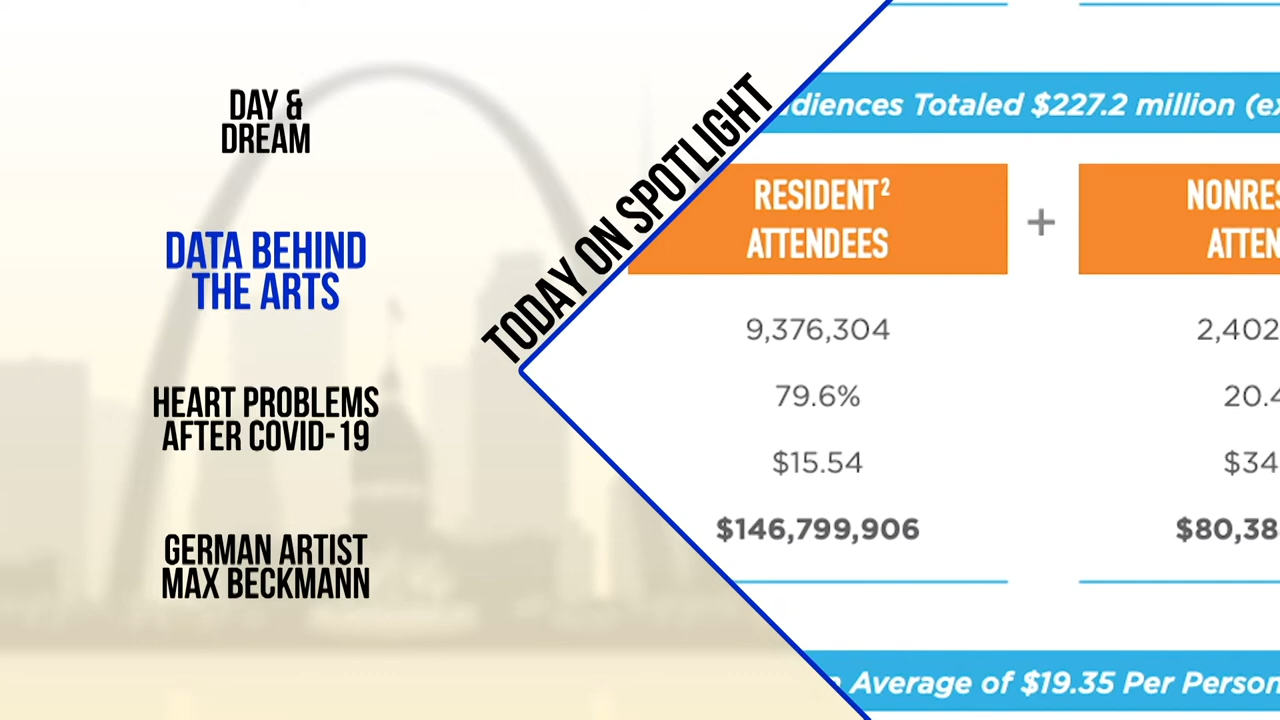 DAY &
DREAM
DATA BEHIND
THE ARTS
HEART PROBLEMS
AFTER COVID-19
GERMAN ARTIST
MAX BECKMANN
TODAY ON SPOTLIGHT
Totaled $227.2 million
RESIDENT²
ATTENDEES
+
9,376,304
79.6%
$15.54
$146,799,906
Average of $19.35 Per Person